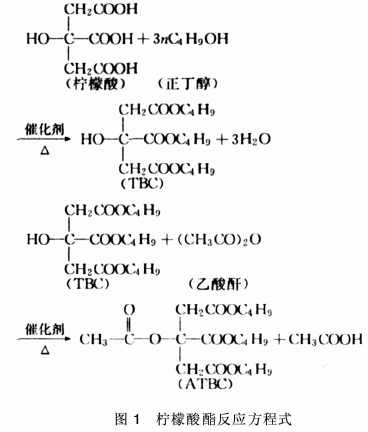 CH₂COOH
HO-C-COOH + 3nC₄H₉OH
CH₂COOH
(柠檬酸) (正丁醇)
CH₂COOC₄H₉
催化剂
△
HO-C-COOC₄H₉ + 3H₂O
CH₂COOC₄H₉
(TBC)
CH₂COOC₄H₉
HO-C-COOC₄H₉ + (CH₃CO)₂O
CH₂COOC₄H₉
(TBC) (乙酸酐)
O CH₂COOC₄H₉
催化剂
△
CH₃-C-O-C-COOC₄H₉ + CH₃COOH
CH₂COOC₄H₉
(ATBC)
图 1 柠檬酸酯反应方程式